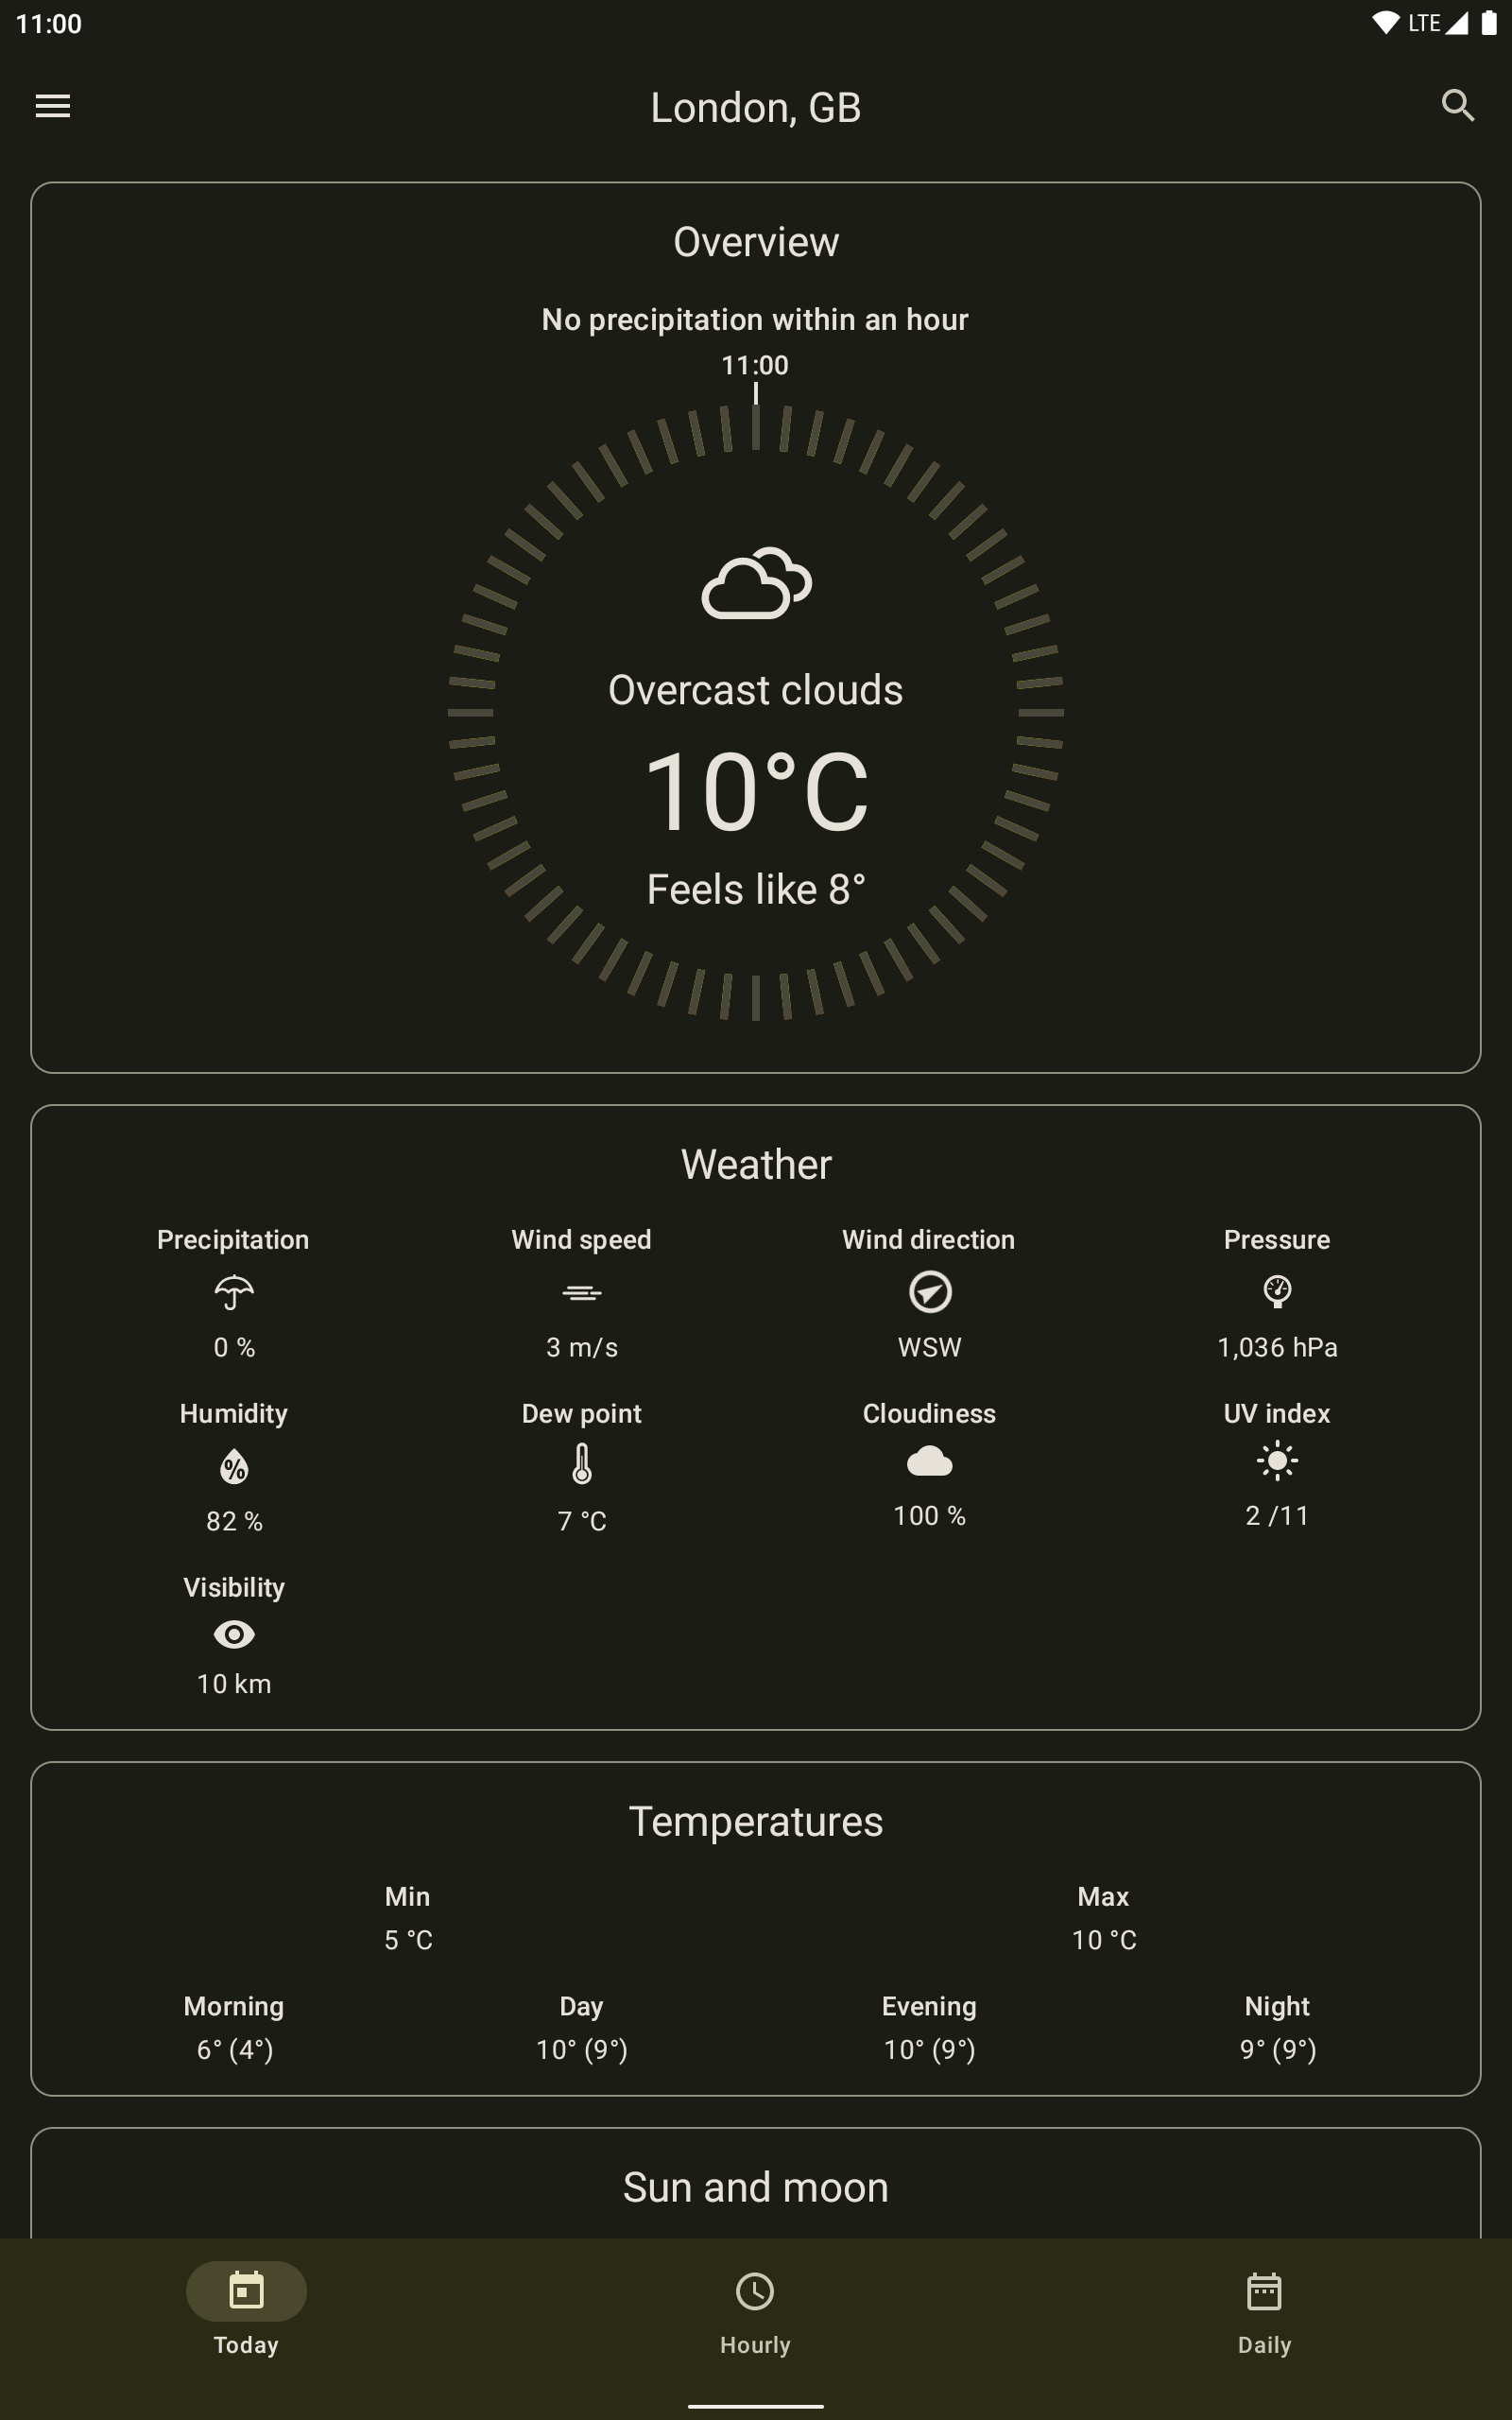 11:00
LTE
London, GB
Overview
No precipitation within an hour
11:00
Overcast clouds
10°C
Feels like 8°
Weather
Precipitation
Wind speed
Wind direction
Pressure
0 %
3 m/s
WSW
1,036 hPa
Humidity
Dew point
Cloudiness
UV index
%
82 %
7 °C
100 %
2 /11
Visibility
10 km
Temperatures
Min
Max
5 °C
10 °C
Morning
Day
Evening
Night
6° (4°)
10° (9°)
10° (9°)
9° (9°)
Sun and moon
Today
Hourly
Daily